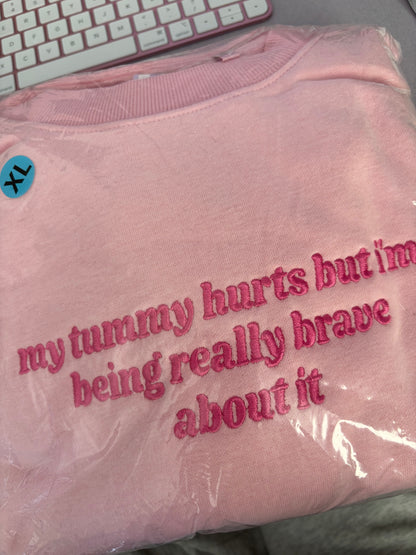 XL
my tummy hurts but i'm
being really brave
about it